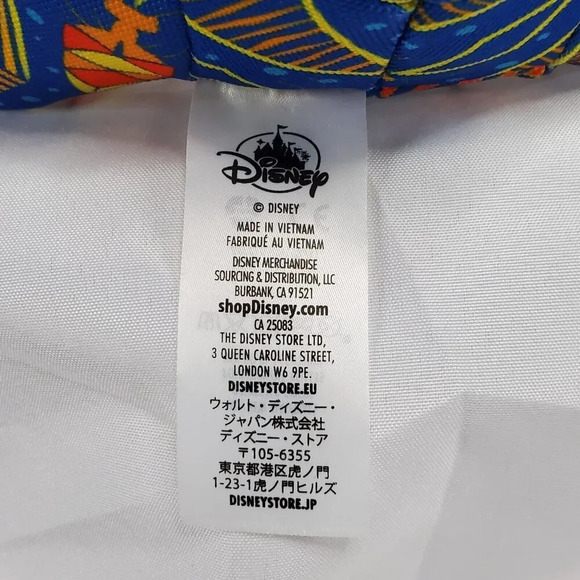 Disney
© DISNEY
MADE IN VIETNAM
FABRIQUÉ AU VIETNAM
DISNEY MERCHANDISE
SOURCING & DISTRIBUTION, LLC
BURBANK, CA 91521
shopDisney.com
CA 25083
THE DISNEY STORE LTD,
3 QUEEN CAROLINE STREET,
LONDON W6 9PE.
DISNEYSTORE.EU
ウォルト・ディズニー・
ジャパン株式会社
ディズニー・ストア
〒105-6355
東京都港区虎ノ門
1-23-1虎ノ門ヒルズ
DISNEYSTORE.JP